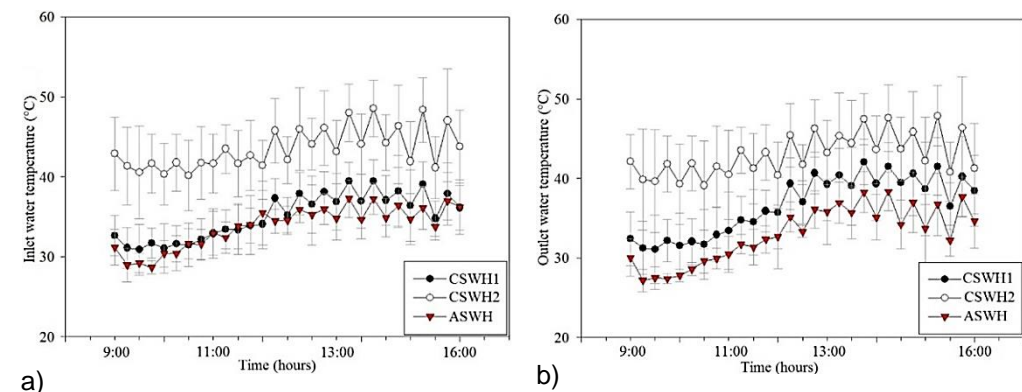 60
50
40
30
20
Inlet water temperature (°C)
CSWH1
CSWH2
ASWH
9:00 11:00 13:00 16:00
Time (hours)
a)
60
50
40
30
20
Outlet water temperature (°C)
CSWH1
CSWH2
ASWH
9:00 11:00 13:00 16:00
Time (hours)
b)